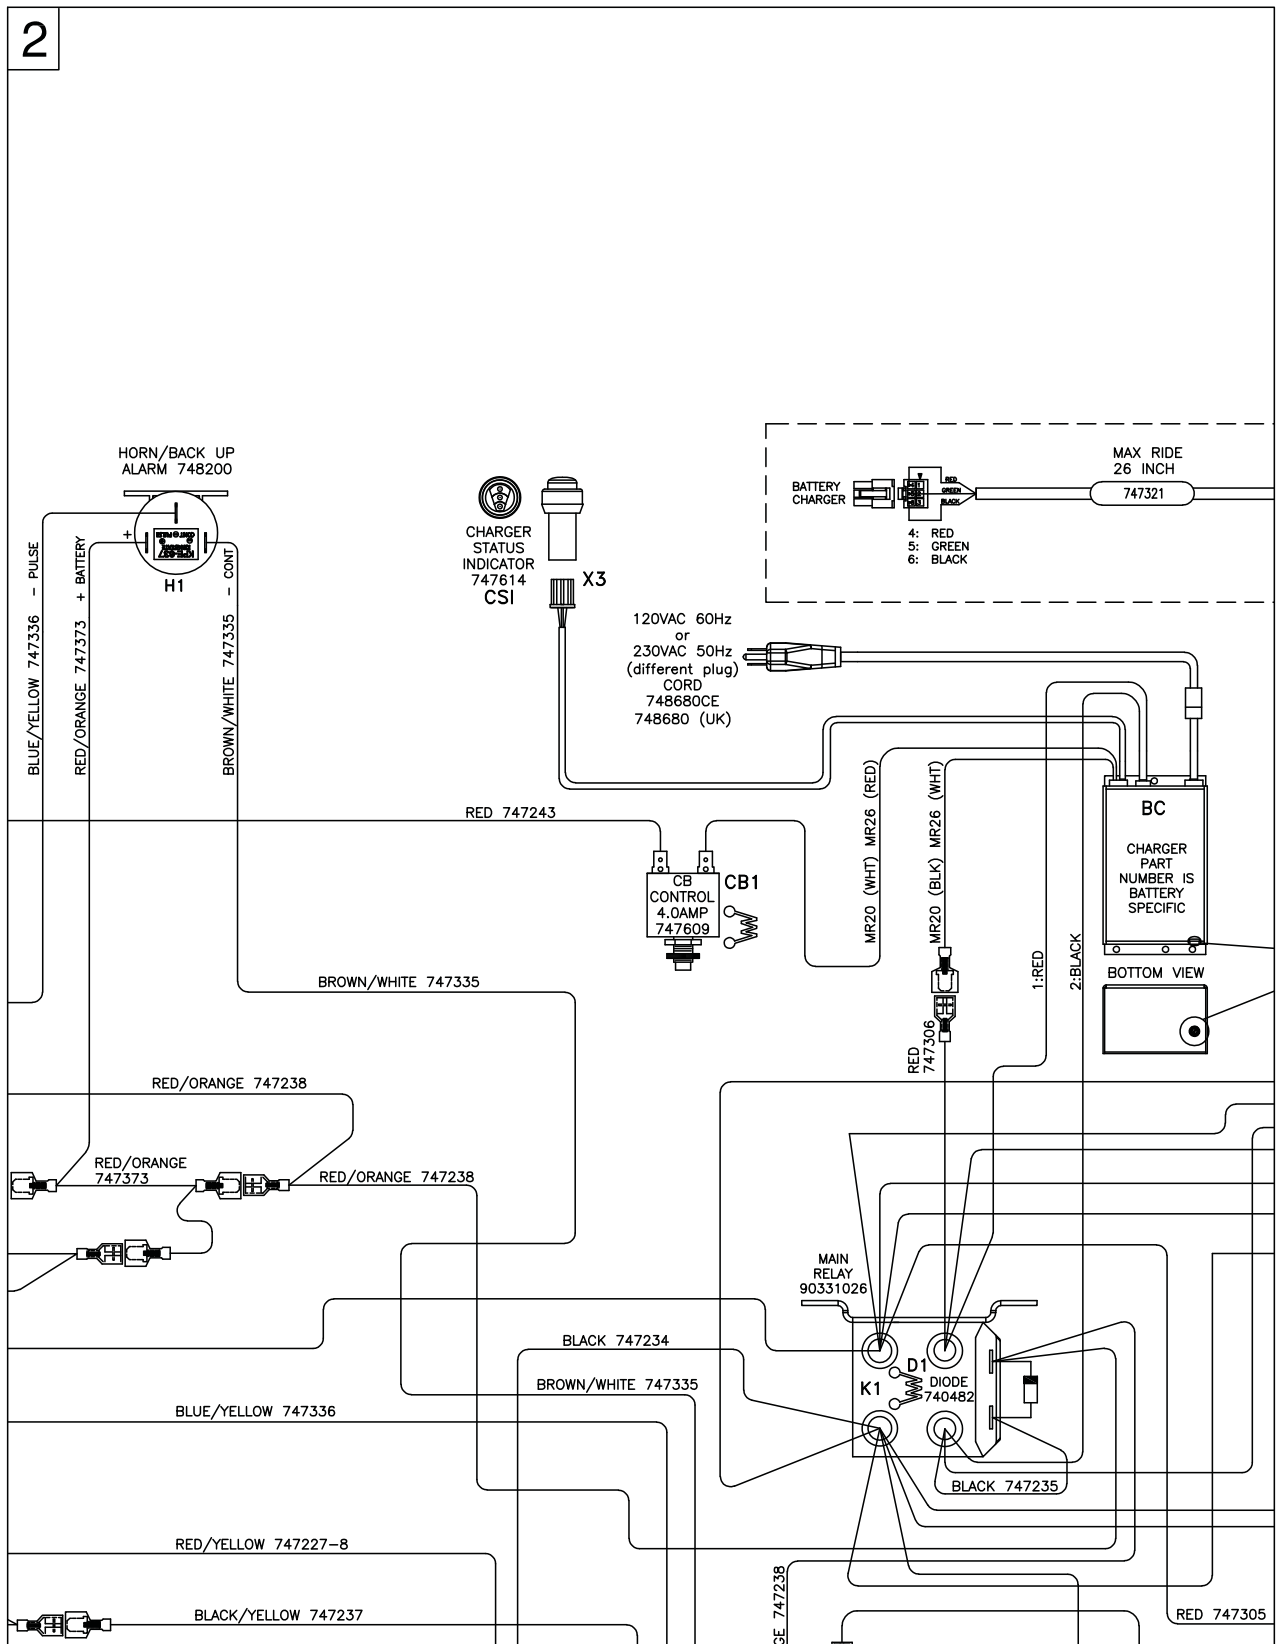 2
HORN/BACK UP
ALARM 748200
+
H1
BLUE/YELLOW 747336 - PULSE
RED/ORANGE 747373 + BATTERY
BROWN/WHITE 747335 - CONT
CHARGER
STATUS
INDICATOR
747614
CSI
X3
MAX RIDE
26 INCH
747321
BATTERY
CHARGER
RED
GREEN
BLACK
4: RED
5: GREEN
6: BLACK
120VAC 60Hz
or
230VAC 50Hz
(different plug)
CORD
748680CE
748680 (UK)
RED 747243
CB
CONTROL
4.0AMP
747609
CB1
MR20 (WHT) MR26 (RED)
MR20 (BLK) MR26 (WHT)
BC
CHARGER
PART
NUMBER IS
BATTERY
SPECIFIC
1:RED
2:BLACK
BOTTOM VIEW
RED
747306
BROWN/WHITE 747335
RED/ORANGE 747238
RED/ORANGE
747373
RED/ORANGE 747238
MAIN
RELAY
90331026
BLACK 747234
D1
K1
DIODE
740482
BROWN/WHITE 747335
BLUE/YELLOW 747336
BLACK 747235
RED/YELLOW 747227-8
GE 747238
BLACK/YELLOW 747237
RED 747305